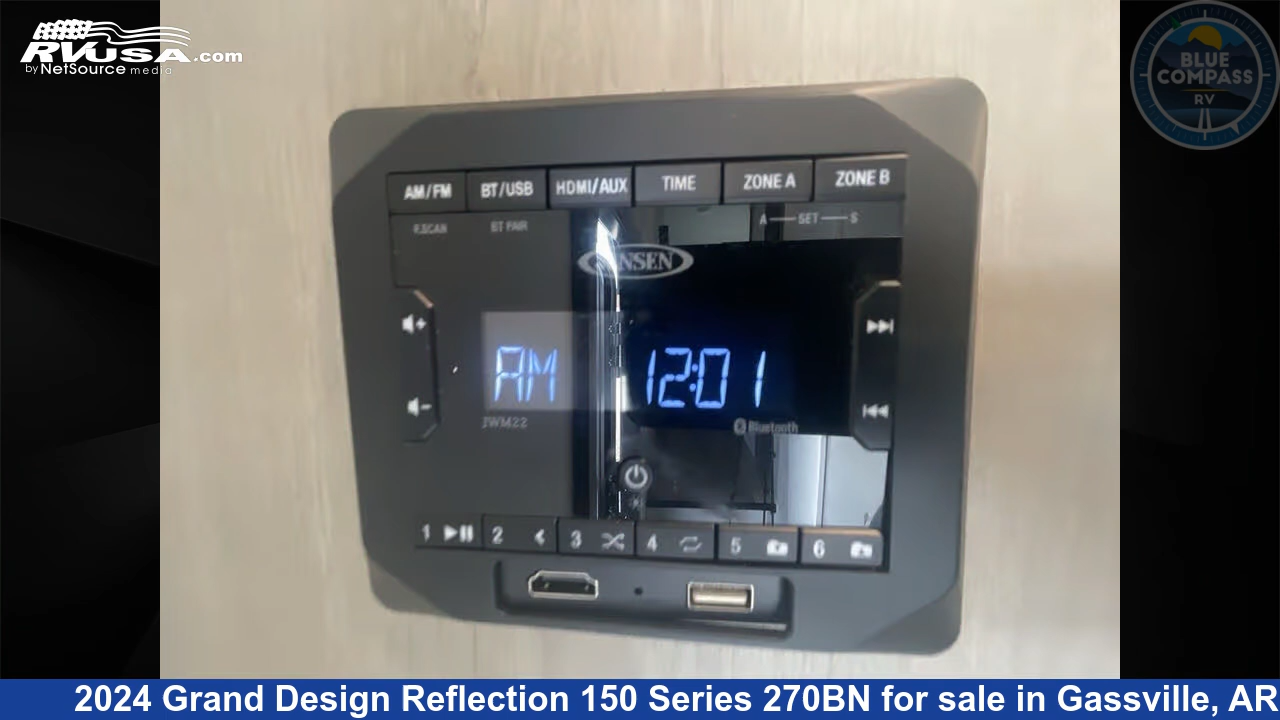 RVUSA.com
by NetSource media
BLUE
COMPASS
RV
AM/FM BT/USB HDMI/AUX TIME ZONE A ZONE B
F.SCAN BT PAIR A SET S
NSEN
AM 12:01
JWM22
Bluetooth
1 2 3 4 5 6
2024 Grand Design Reflection 150 Series 270BN for sale in Gassville, AR